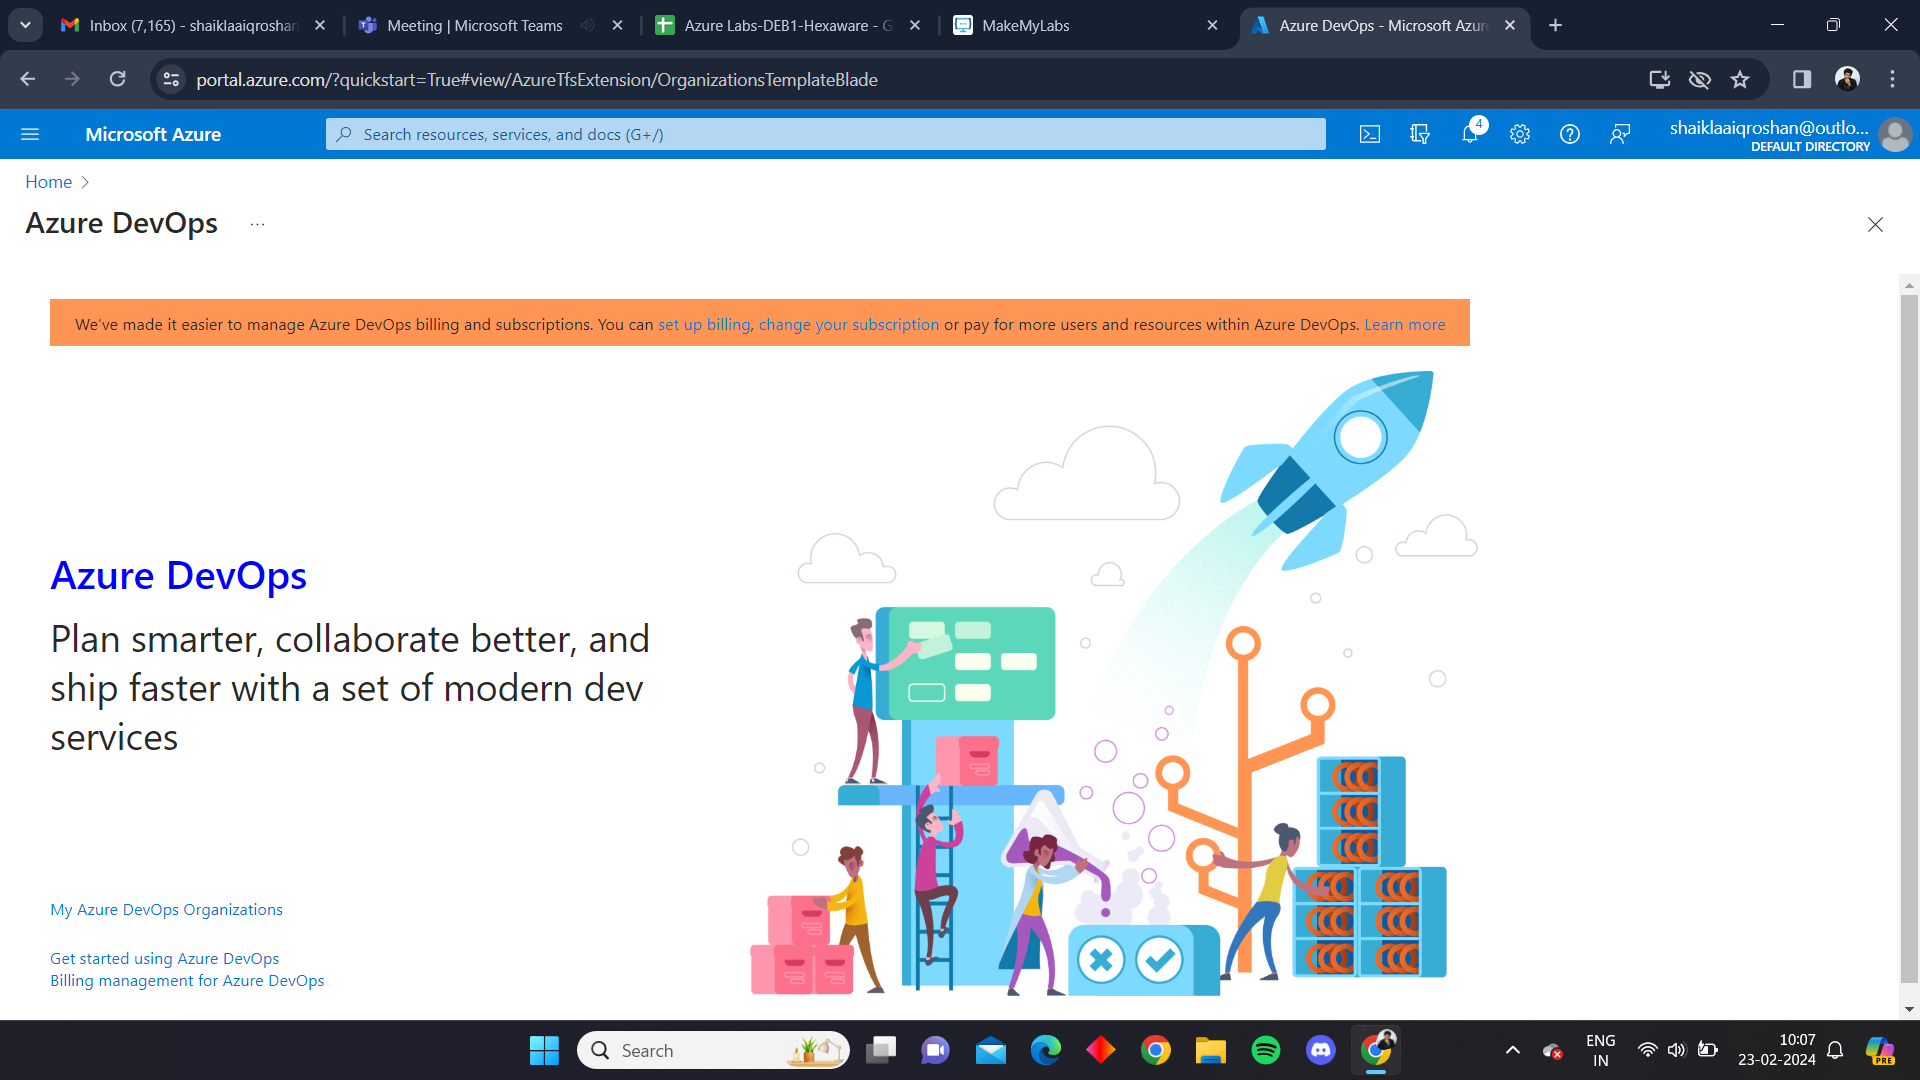 Inbox (7,165) - shaiklaaiqroshan
Meeting | Microsoft Teams
Azure Labs-DEB1-Hexaware - G
MakeMyLabs
Azure DevOps - Microsoft Azure
portal.azure.com/?quickstart=True#view/AzureTfsExtension/OrganizationsTemplateBlade
Microsoft Azure
Search resources, services, and docs (G+/)
4
shaiklaaiqroshan@outlo...
DEFAULT DIRECTORY
Home
Azure DevOps
We've made it easier to manage Azure DevOps billing and subscriptions. You can set up billing, change your subscription or pay for more users and resources within Azure DevOps. Learn more
Azure DevOps
Plan smarter, collaborate better, and
ship faster with a set of modern dev
services
My Azure DevOps Organizations
Get started using Azure DevOps
Billing management for Azure DevOps
Search
ENG
IN
10:07
23-02-2024
PRE